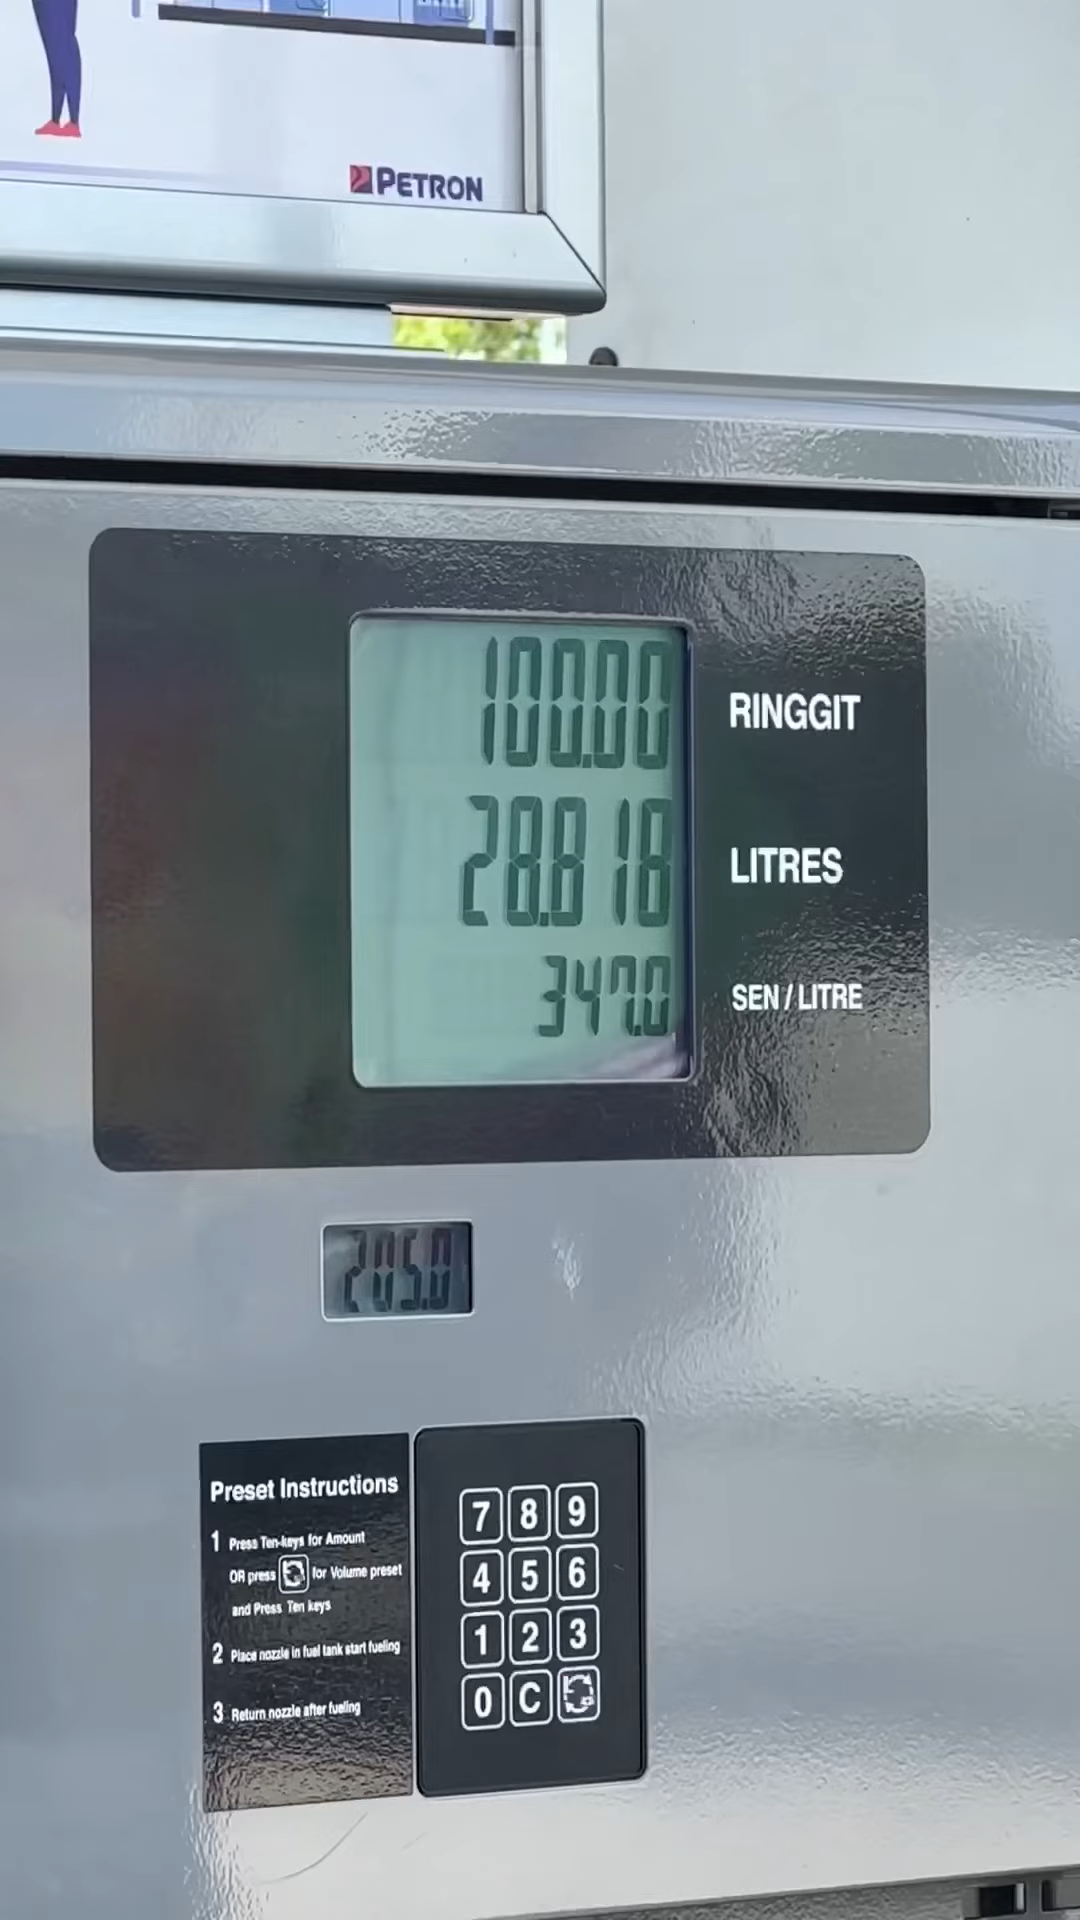 PETRON
100.00 RINGGIT
28.818 LITRES
347.0 SEN / LITRE
205.0
Preset Instructions
1 Press Ten-keys for Amount
OR press for Volume preset
and Press Ten keys
2 Place nozzle in fuel tank start fueling
3 Return nozzle after fueling
7 8 9
4 5 6
1 2 3
0 C